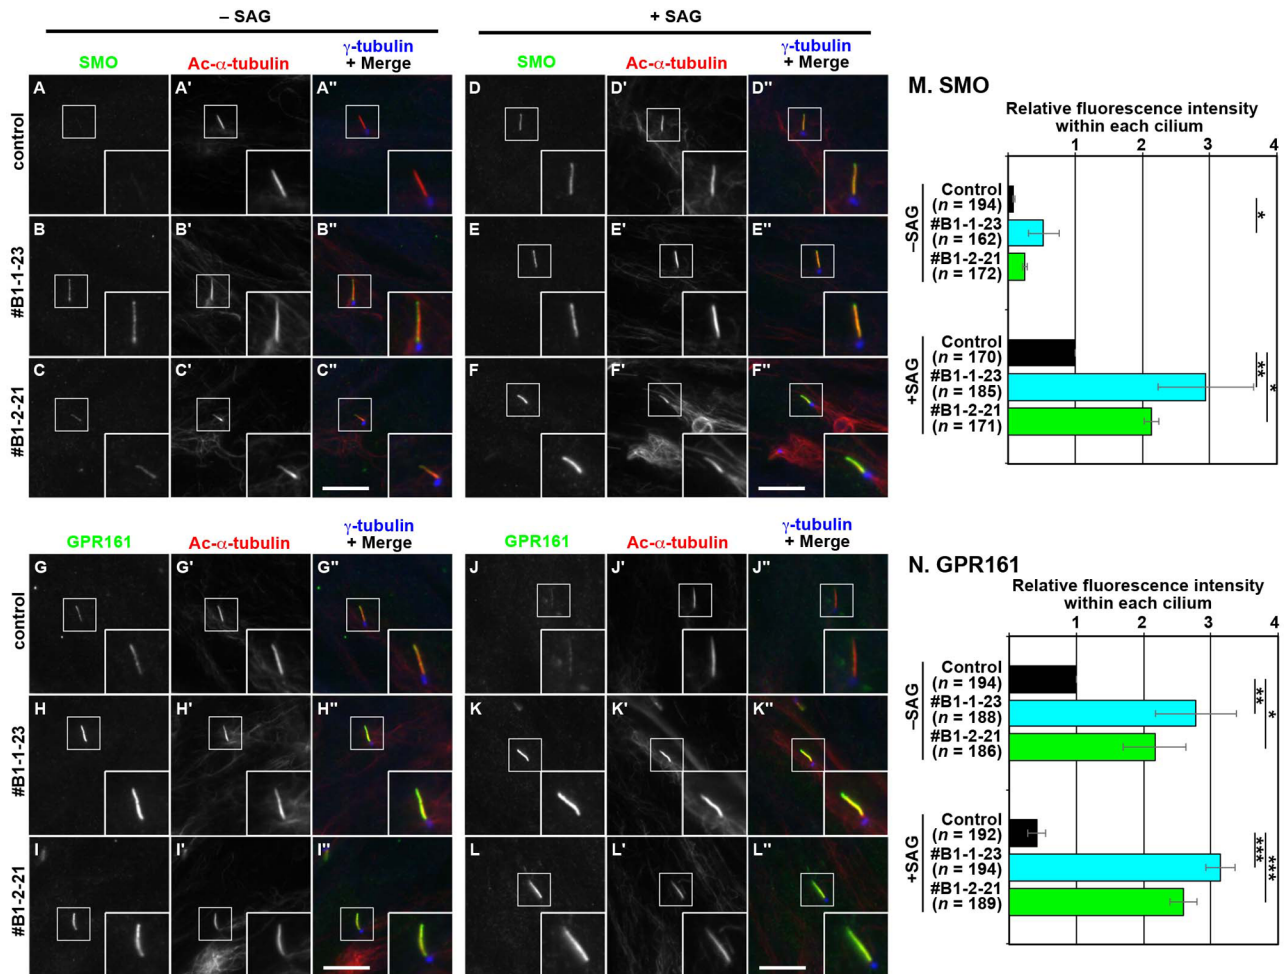 – SAG
+ SAG
SMO
Ac-α-tubulin
γ-tubulin
+ Merge
SMO
Ac-α-tubulin
γ-tubulin
+ Merge
control
A
A'
A''
D
D'
D''
#B1-1-23
B
B'
B''
E
E'
E''
#B1-2-21
C
C'
C''
F
F'
F''
M. SMO
Relative fluorescence intensity
within each cilium
1
2
3
4
–SAG
Control
(n = 194)
#B1-1-23
(n = 162)
#B1-2-21
(n = 172)
*
+SAG
Control
(n = 170)
#B1-1-23
(n = 185)
#B1-2-21
(n = 171)
**
*
GPR161
Ac-α-tubulin
γ-tubulin
+ Merge
GPR161
Ac-α-tubulin
γ-tubulin
+ Merge
control
G
G'
G''
J
J'
J''
#B1-1-23
H
H'
H''
K
K'
K''
#B1-2-21
I
I'
I''
L
L'
L''
N. GPR161
Relative fluorescence intensity
within each cilium
1
2
3
4
–SAG
Control
(n = 194)
#B1-1-23
(n = 188)
#B1-2-21
(n = 186)
**
*
+SAG
Control
(n = 192)
#B1-1-23
(n = 194)
#B1-2-21
(n = 189)
***
***